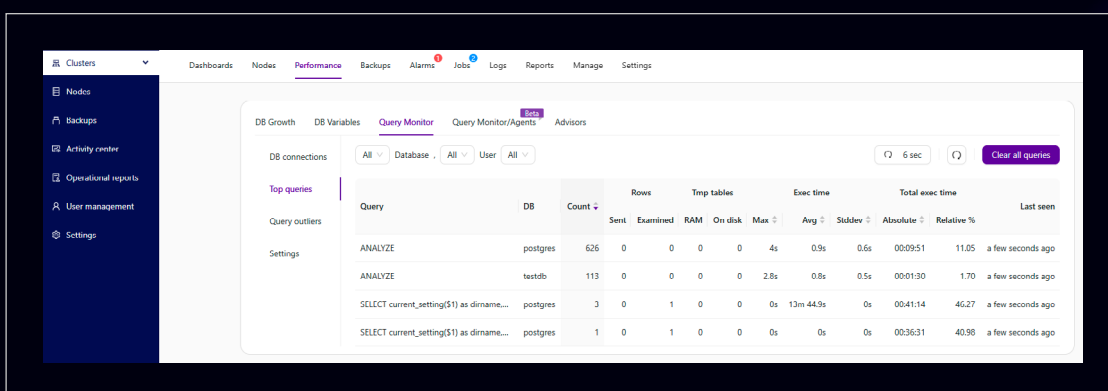 Clusters
Nodes
Backups
Activity center
Operational reports
User management
Settings
Dashboards Nodes Performance Backups Alarms 1 Jobs 2 Logs Reports Manage Settings
DB Growth DB Variables Query Monitor Query Monitor/Agents Beta Advisors
DB connections
Top queries
Query outliers
Settings
All Database , All User All 6 sec Clear all queries
Rows Tmp tables Exec time Total exec time
Query DB Count Last seen
Sent Examined RAM On disk Max Avg Stddev Absolute Relative %
ANALYZE postgres 626 0 0 0 0 4s 0.9s 0.6s 00:09:51 11.05 a few seconds ago
ANALYZE testdb 113 0 0 0 0 2.8s 0.8s 0.5s 00:01:30 1.70 a few seconds ago
SELECT current_setting($1) as dirname,... postgres 3 0 1 0 0 0s 13m 44.9s 0s 00:41:14 46.27 a few seconds ago
SELECT current_setting($1) as dirname,... postgres 1 0 1 0 0 0s 0s 0s 00:36:31 40.98 a few seconds ago